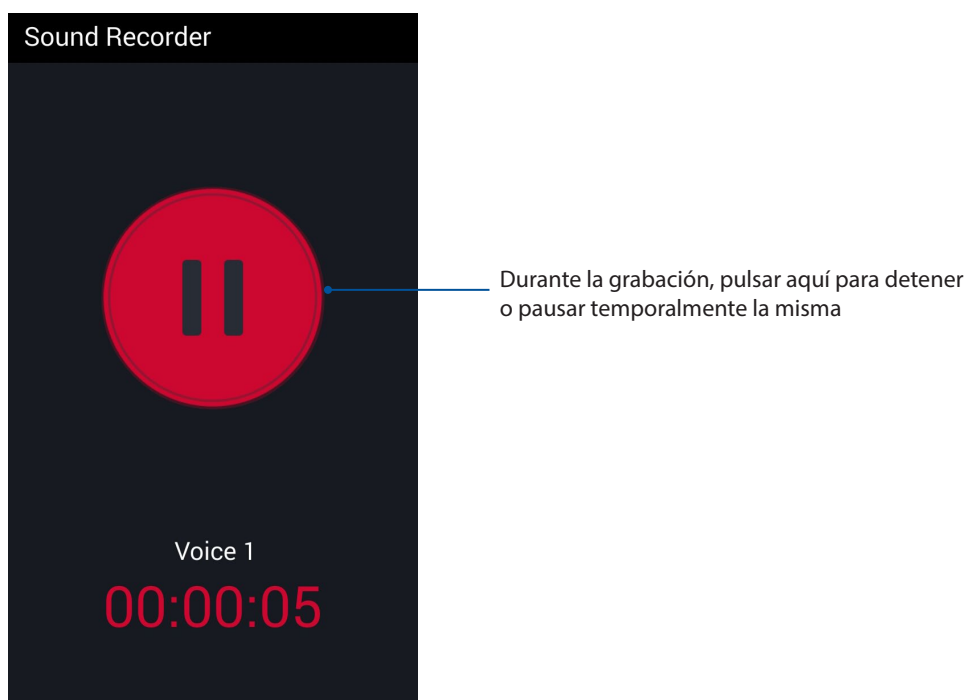 Sound Recorder
Durante la grabación, pulsar aquí para detener
o pausar temporalmente la misma
Voice 1
00:00:05